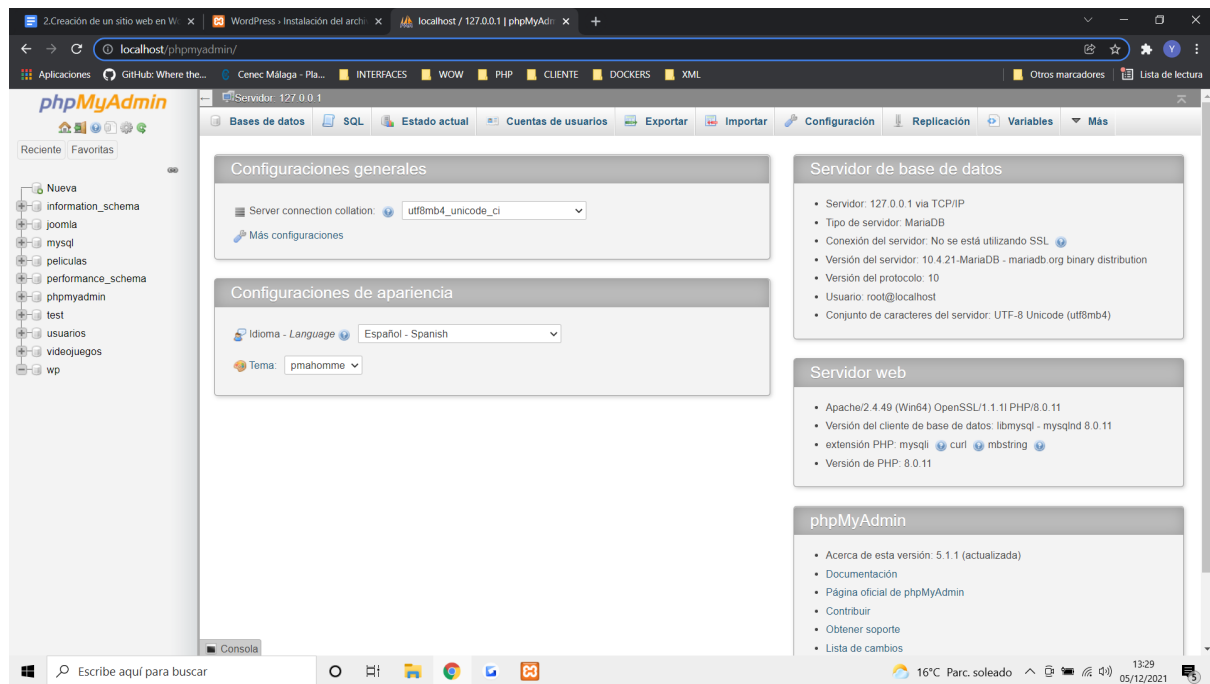 2.Creación de un sitio web en Wo
WordPress › Instalación del archi
localhost / 127.0.0.1 | phpMyAdn
localhost/phpmyadmin/
Y
Aplicaciones
GitHub: Where the...
Cenec Málaga - Pla...
INTERFACES
WOW
PHP
CLIENTE
DOCKERS
XML
Otros marcadores
Lista de lectura
phpMyAdmin
Reciente Favoritas
Nueva
information_schema
joomla
mysql
peliculas
performance_schema
phpmyadmin
test
usuarios
videojuegos
wp
Servidor: 127.0.0.1
Bases de datos SQL Estado actual Cuentas de usuarios Exportar Importar Configuración Replicación Variables Más
Configuraciones generales
Server connection collation: utf8mb4_unicode_ci
Más configuraciones
Configuraciones de apariencia
Idioma - Language Español - Spanish
Tema: pmahomme
Servidor de base de datos
• Servidor: 127.0.0.1 via TCP/IP
• Tipo de servidor: MariaDB
• Conexión del servidor: No se está utilizando SSL
• Versión del servidor: 10.4.21-MariaDB - mariadb.org binary distribution
• Versión del protocolo: 10
• Usuario: root@localhost
• Conjunto de caracteres del servidor: UTF-8 Unicode (utf8mb4)
Servidor web
• Apache/2.4.49 (Win64) OpenSSL/1.1.1l PHP/8.0.11
• Versión del cliente de base de datos: libmysql - mysqlnd 8.0.11
• extensión PHP: mysqli curl mbstring
• Versión de PHP: 8.0.11
phpMyAdmin
• Acerca de esta versión: 5.1.1 (actualizada)
• Documentación
• Página oficial de phpMyAdmin
• Contribuir
• Obtener soporte
• Lista de cambios
Consola
Escribe aquí para buscar
16°C Parc. soleado
13:29
05/12/2021
5